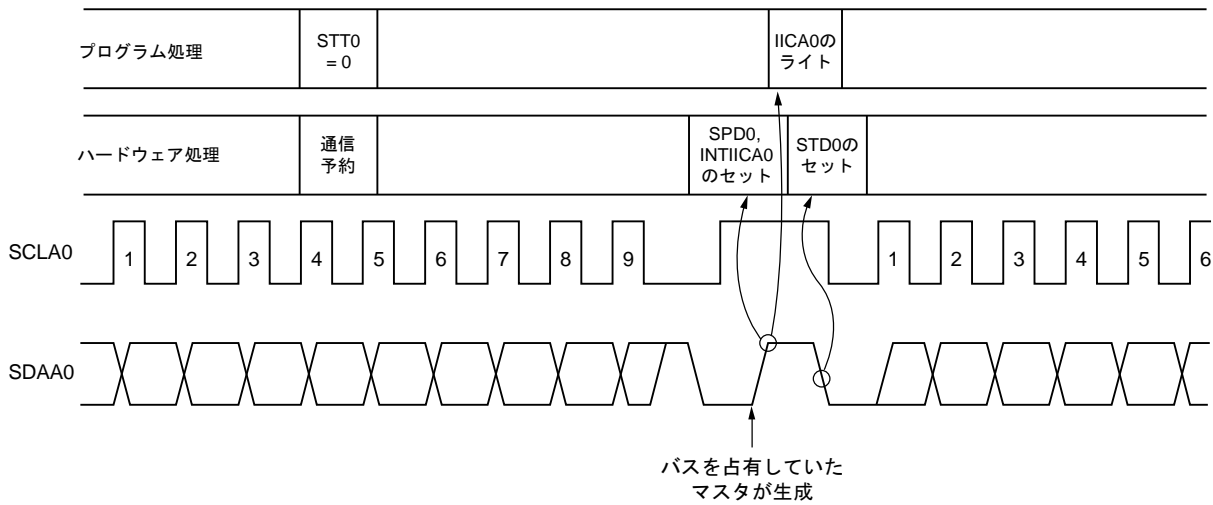 プログラム処理
STT0
= 0
IICA0の
ライト
ハードウェア処理
通信
予約
SPD0,
INTIICA0
のセット
STD0の
セット
SCLA0
1 2 3 4 5 6 7 8 9 1 2 3 4 5 6
SDAA0
バスを占有していた
マスタが生成